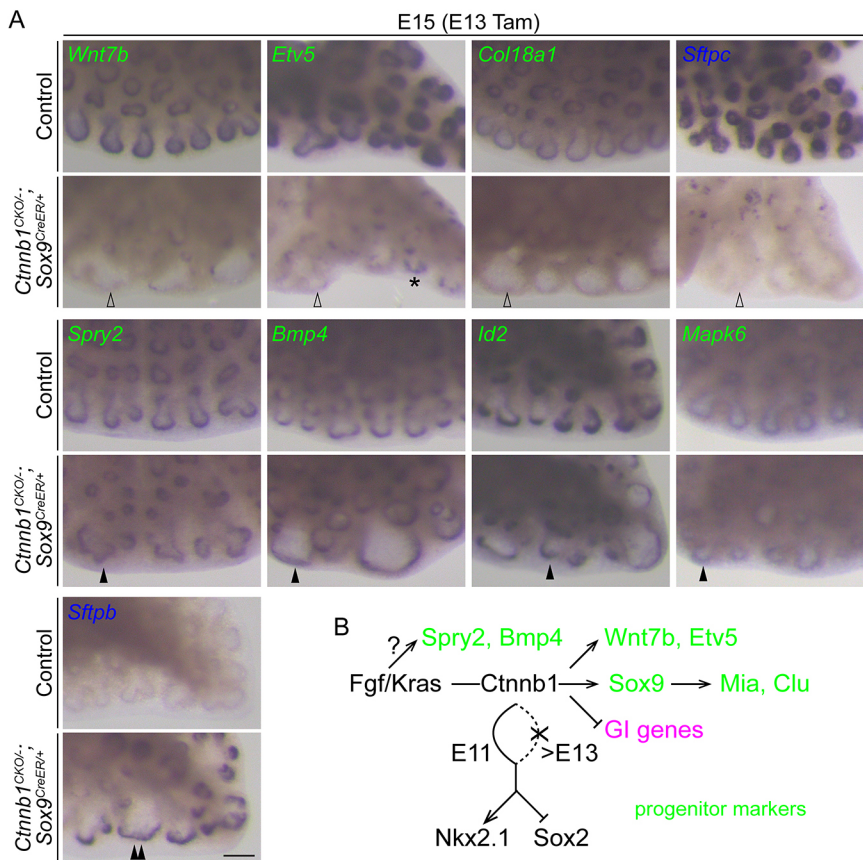 A
E15 (E13 Tam)
Control
Wnt7b
Etv5
Col18a1
Sftpc
Ctnnb1CKO/-;
Sox9CreER/+
*
Control
Spry2
Bmp4
Id2
Mapk6
Ctnnb1CKO/-;
Sox9CreER/+
Control
Sftpb
Ctnnb1CKO/-;
Sox9CreER/+
B
? Spry2, Bmp4 Wnt7b, Etv5
Fgf/Kras Ctnnb1 Sox9 Mia, Clu
GI genes
E11 >E13
progenitor markers
Nkx2.1 Sox2